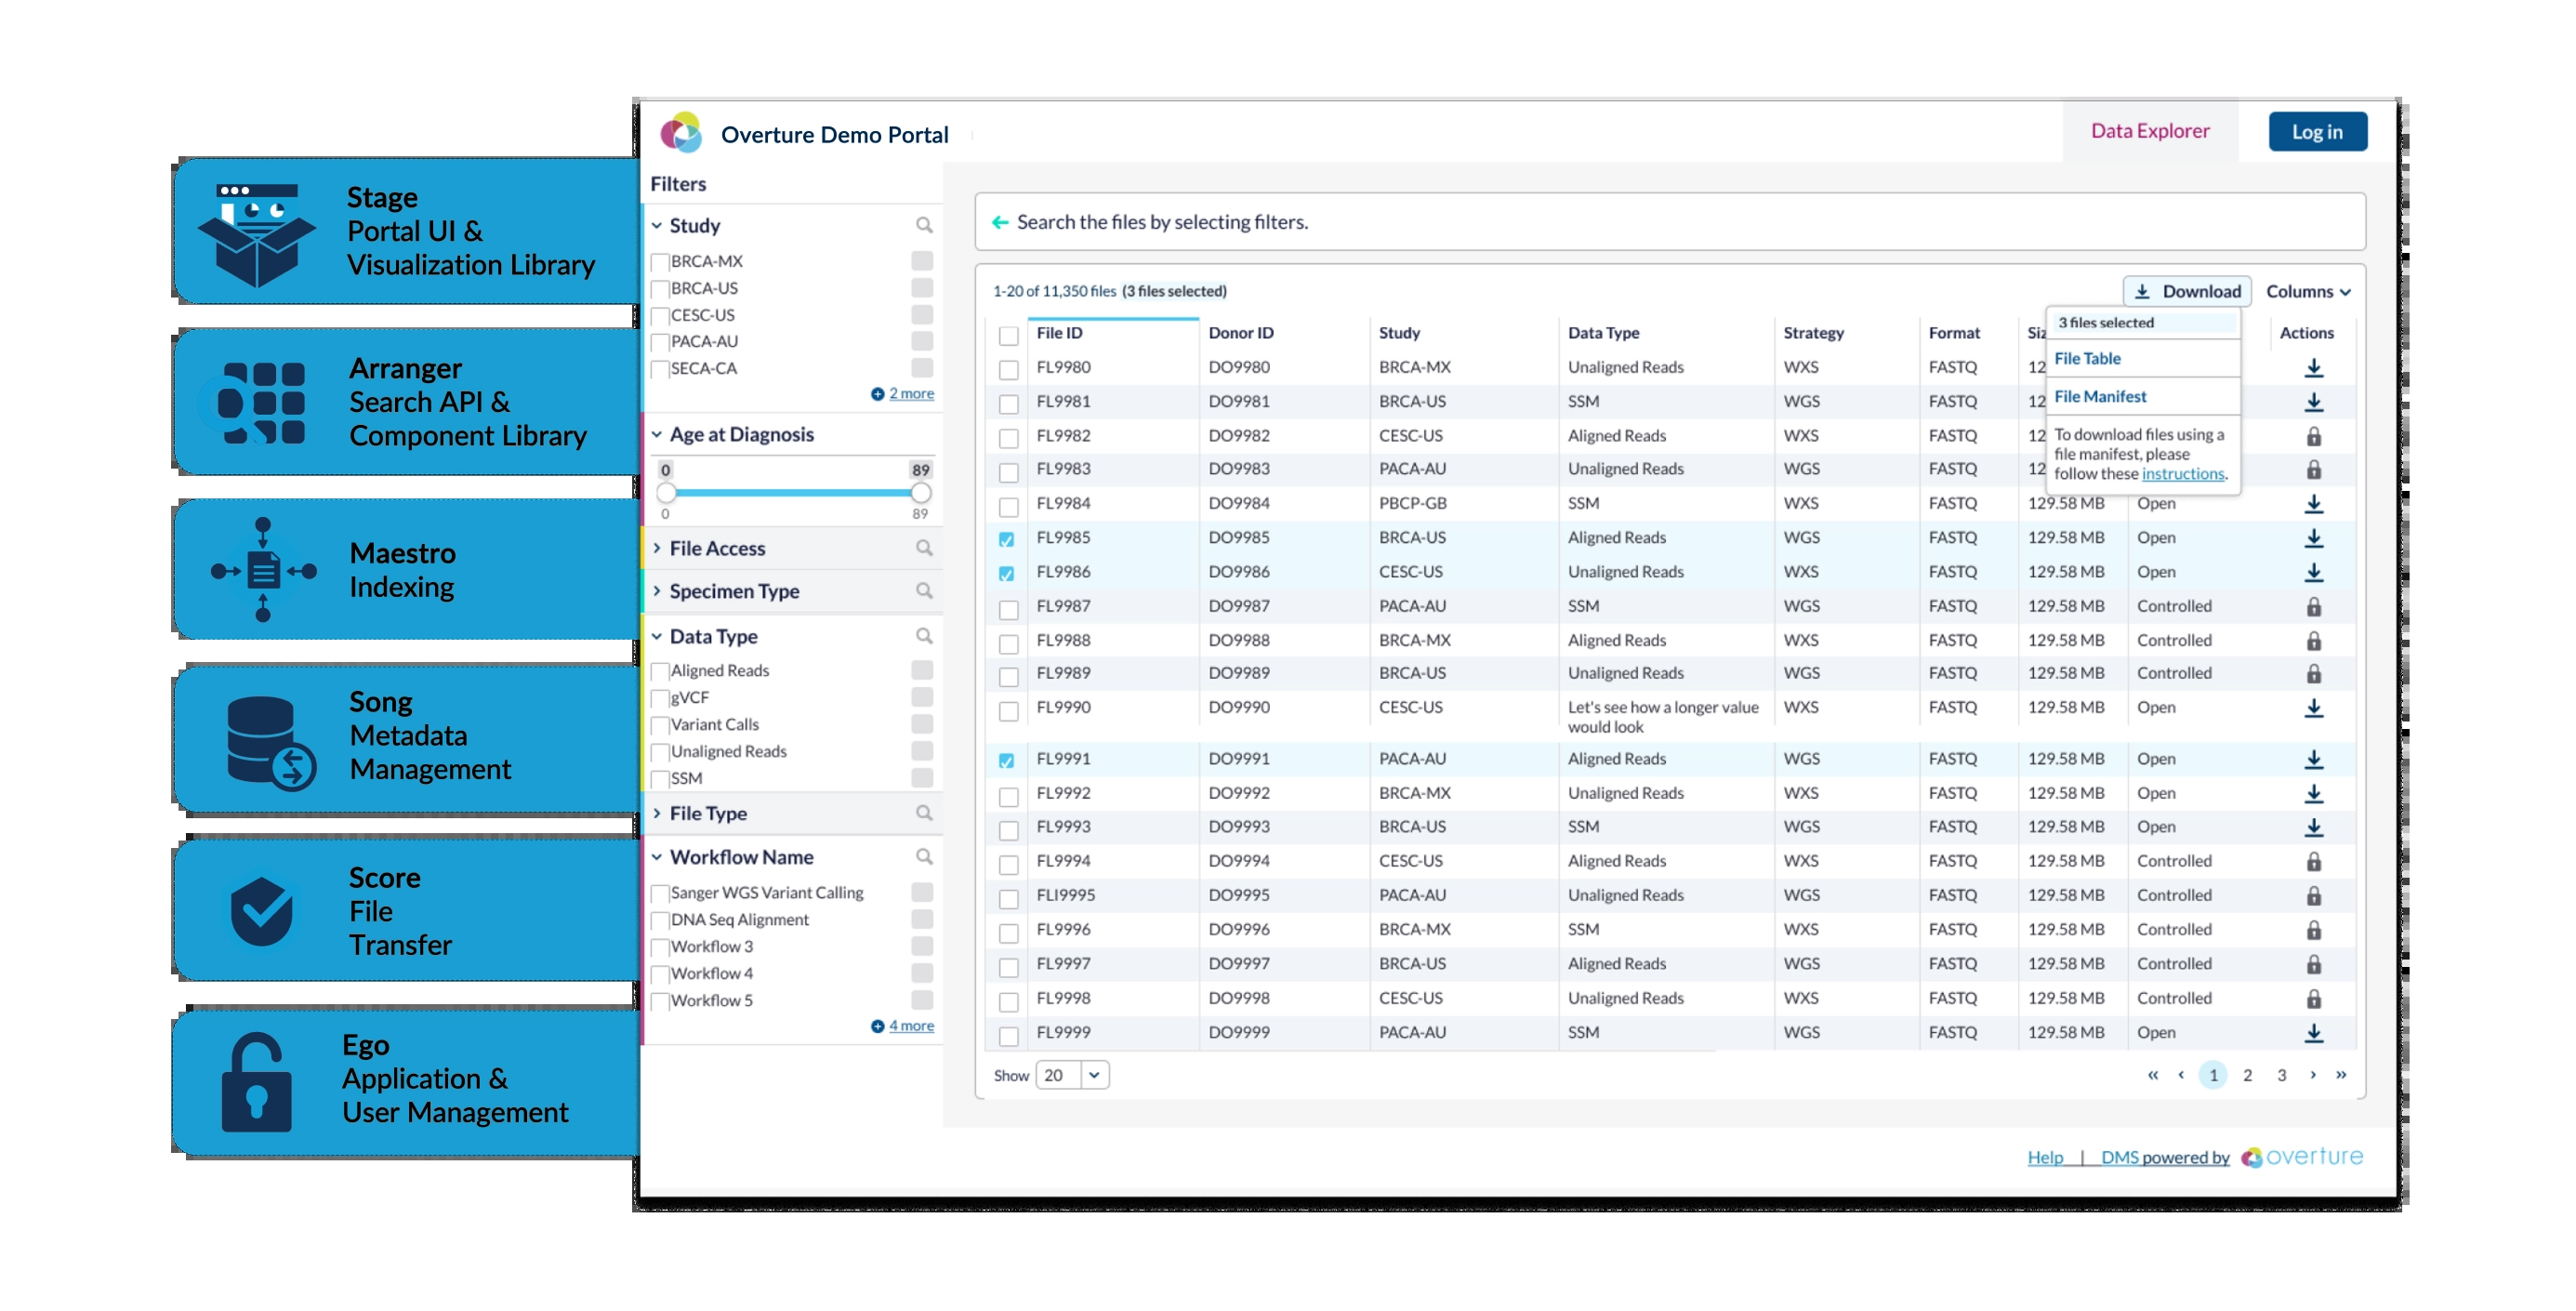 Stage
Portal UI &
Visualization Library
Arranger
Search API &
Component Library
Maestro
Indexing
Song
Metadata
Management
Score
File
Transfer
Ego
Application &
User Management
Overture Demo Portal
Data Explorer
Log in
Filters
Study
BRCA-MX
BRCA-US
CESC-US
PACA-AU
SECA-CA
2 more
Age at Diagnosis
0 89
0 89
File Access
Specimen Type
Data Type
Aligned Reads
gVCF
Variant Calls
Unaligned Reads
SSM
File Type
Workflow Name
Sanger WGS Variant Calling
DNA Seq Alignment
Workflow 3
Workflow 4
Workflow 5
4 more
Search the files by selecting filters.
1-20 of 11,350 files (3 files selected)
Download
Columns
3 files selected
File Table
File Manifest
To download files using a
file manifest, please
follow these instructions.
File ID Donor ID Study Data Type Strategy Format Siz Actions
FL9980 DO9980 BRCA-MX Unaligned Reads WXS FASTQ 12
FL9981 DO9981 BRCA-US SSM WGS FASTQ 12
FL9982 DO9982 CESC-US Aligned Reads WXS FASTQ 12
FL9983 DO9983 PACA-AU Unaligned Reads WGS FASTQ 12
FL9984 DO9984 PBCP-GB SSM WXS FASTQ 129.58 MB Open
FL9985 DO9985 BRCA-US Aligned Reads WGS FASTQ 129.58 MB Open
FL9986 DO9986 CESC-US Unaligned Reads WXS FASTQ 129.58 MB Open
FL9987 DO9987 PACA-AU SSM WGS FASTQ 129.58 MB Controlled
FL9988 DO9988 BRCA-MX Aligned Reads WXS FASTQ 129.58 MB Controlled
FL9989 DO9989 BRCA-US Unaligned Reads WGS FASTQ 129.58 MB Controlled
FL9990 DO9990 CESC-US Let's see how a longer value WXS FASTQ 129.58 MB Open
would look
FL9991 DO9991 PACA-AU Aligned Reads WGS FASTQ 129.58 MB Open
FL9992 DO9992 BRCA-MX Unaligned Reads WXS FASTQ 129.58 MB Open
FL9993 DO9993 BRCA-US SSM WGS FASTQ 129.58 MB Open
FL9994 DO9994 CESC-US Aligned Reads WXS FASTQ 129.58 MB Controlled
FLI9995 DO9995 PACA-AU Unaligned Reads WGS FASTQ 129.58 MB Controlled
FL9996 DO9996 BRCA-MX SSM WXS FASTQ 129.58 MB Controlled
FL9997 DO9997 BRCA-US Aligned Reads WGS FASTQ 129.58 MB Controlled
FL9998 DO9998 CESC-US Unaligned Reads WXS FASTQ 129.58 MB Controlled
FL9999 DO9999 PACA-AU SSM WGS FASTQ 129.58 MB Open
Show 20
« ‹ 1 2 3 › »
Help | DMS powered by overture